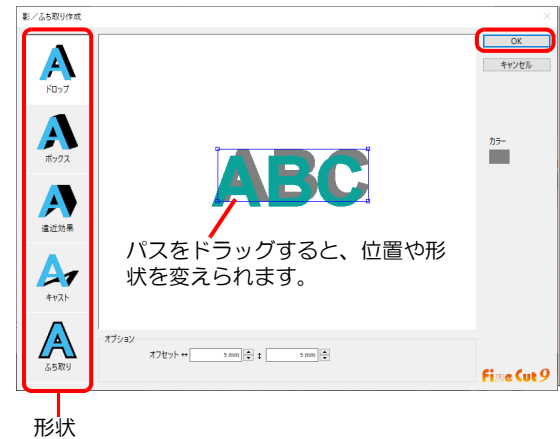 影／ふち取り作成
OK
キャンセル
ドロップ
ボックス
遠近効果
キャスト
ふち取り
カラー
ABC
パスをドラッグすると、位置や形
状を変えられます。
オプション
オフセット ↔ 5 mm ↕ 5 mm
Fine Cut 9
形状